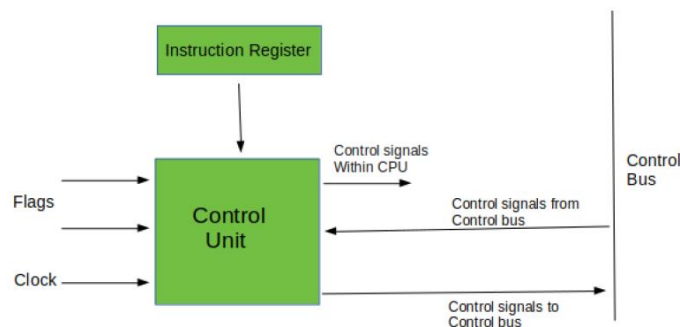 Instruction Register
Control signals
Within CPU
Control
Bus
Flags
Control
Unit
Control signals from
Control bus
Clock
Control signals to
Control bus